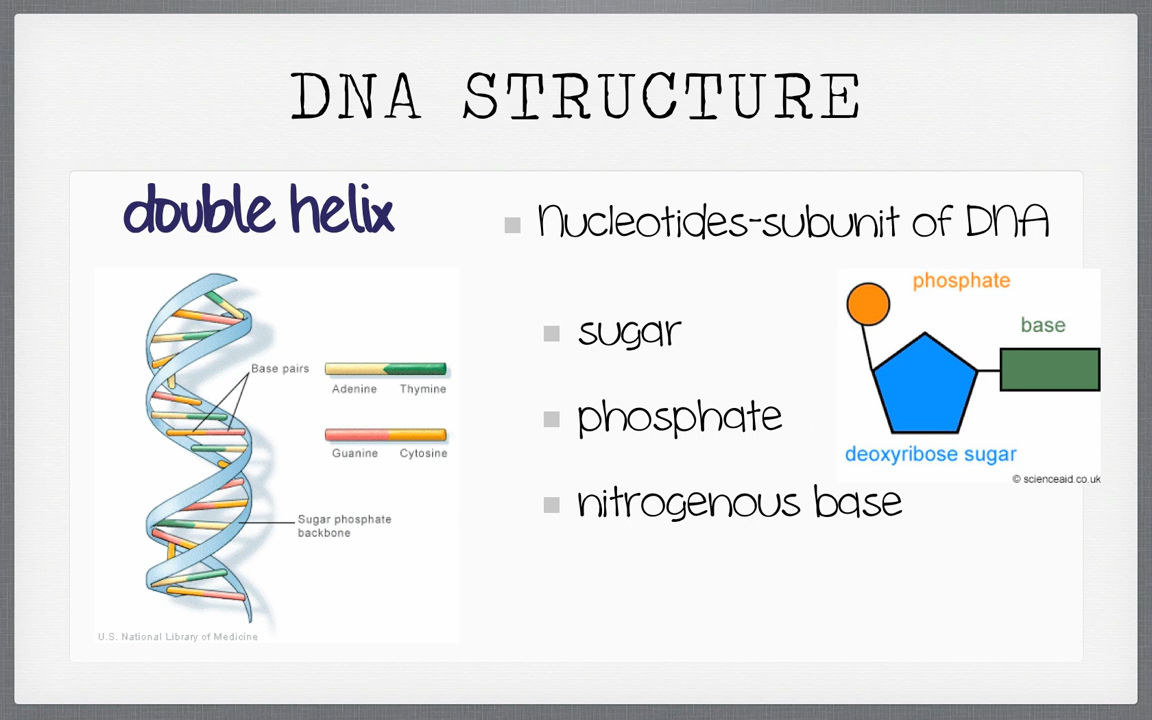 DNA STRUCTURE
double helix
Base pairs
Adenine Thymine
Guanine Cytosine
Sugar phosphate
backbone
U.S. National Library of Medicine
Nucleotides-subunit of DNA
sugar
phosphate
nitrogenous base
phosphate
base
deoxyribose sugar
© scienceaid.co.uk